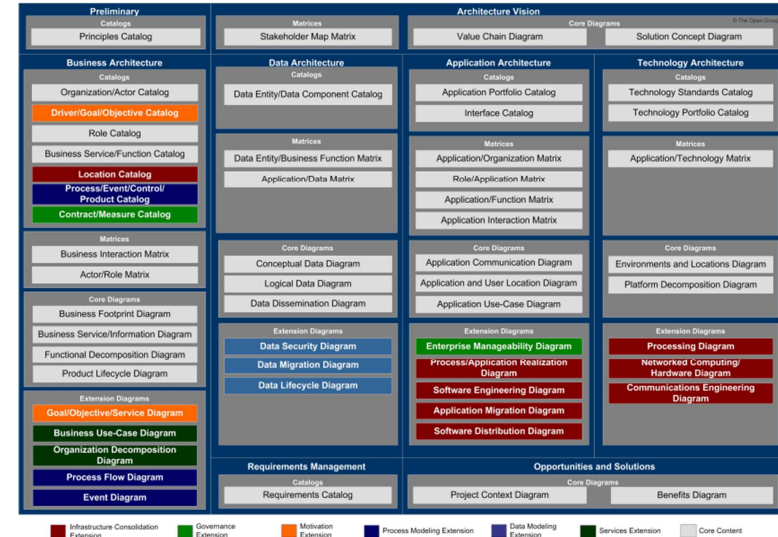 Preliminary
Catalogs
Principles Catalog
Architecture Vision
© The Open Group
Matrices
Stakeholder Map Matrix
Core Diagrams
Value Chain Diagram
Solution Concept Diagram
Business Architecture
Catalogs
Organization/Actor Catalog
Driver/Goal/Objective Catalog
Role Catalog
Business Service/Function Catalog
Location Catalog
Process/Event/Control/
Product Catalog
Contract/Measure Catalog
Matrices
Business Interaction Matrix
Actor/Role Matrix
Core Diagrams
Business Footprint Diagram
Business Service/Information Diagram
Functional Decomposition Diagram
Product Lifecycle Diagram
Extension Diagrams
Goal/Objective/Service Diagram
Business Use-Case Diagram
Organization Decomposition
Diagram
Process Flow Diagram
Event Diagram
Data Architecture
Catalogs
Data Entity/Data Component Catalog
Matrices
Data Entity/Business Function Matrix
Application/Data Matrix
Core Diagrams
Conceptual Data Diagram
Logical Data Diagram
Data Dissemination Diagram
Extension Diagrams
Data Security Diagram
Data Migration Diagram
Data Lifecycle Diagram
Application Architecture
Catalogs
Application Portfolio Catalog
Interface Catalog
Matrices
Application/Organization Matrix
Role/Application Matrix
Application/Function Matrix
Application Interaction Matrix
Core Diagrams
Application Communication Diagram
Application and User Location Diagram
Application Use-Case Diagram
Extension Diagrams
Enterprise Manageability Diagram
Process/Application Realization
Diagram
Software Engineering Diagram
Application Migration Diagram
Software Distribution Diagram
Technology Architecture
Catalogs
Technology Standards Catalog
Technology Portfolio Catalog
Matrices
Application/Technology Matrix
Core Diagrams
Environments and Locations Diagram
Platform Decomposition Diagram
Extension Diagrams
Processing Diagram
Networked Computing/
Hardware Diagram
Communications Engineering
Diagram
Requirements Management
Catalogs
Requirements Catalog
Opportunities and Solutions
Core Diagrams
Project Context Diagram
Benefits Diagram
Infrastructure Consolidation
Extension
Governance
Extension
Motivation
Extension
Process Modeling Extension
Data Modeling
Extension
Services Extension
Core Content